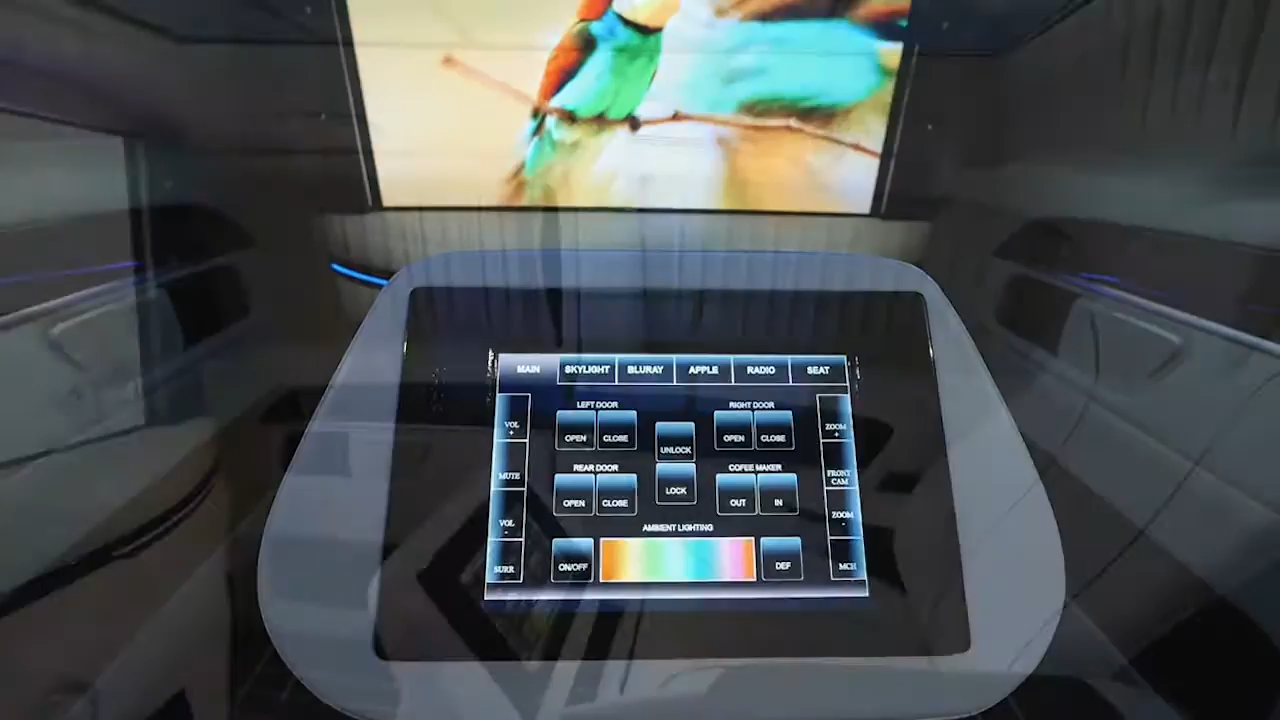 MAIN SKYLIGHT BLURAY APPLE RADIO SEAT
LEFT DOOR RIGHT DOOR
VOL + OPEN CLOSE UNLOCK OPEN CLOSE ZOOM +
REAR DOOR COFEE MAKER
MUTE OPEN CLOSE LOCK OUT IN FRONT CAM
VOL - AMBIENT LIGHTING ZOOM -
SURR ON/OFF DEF MCH